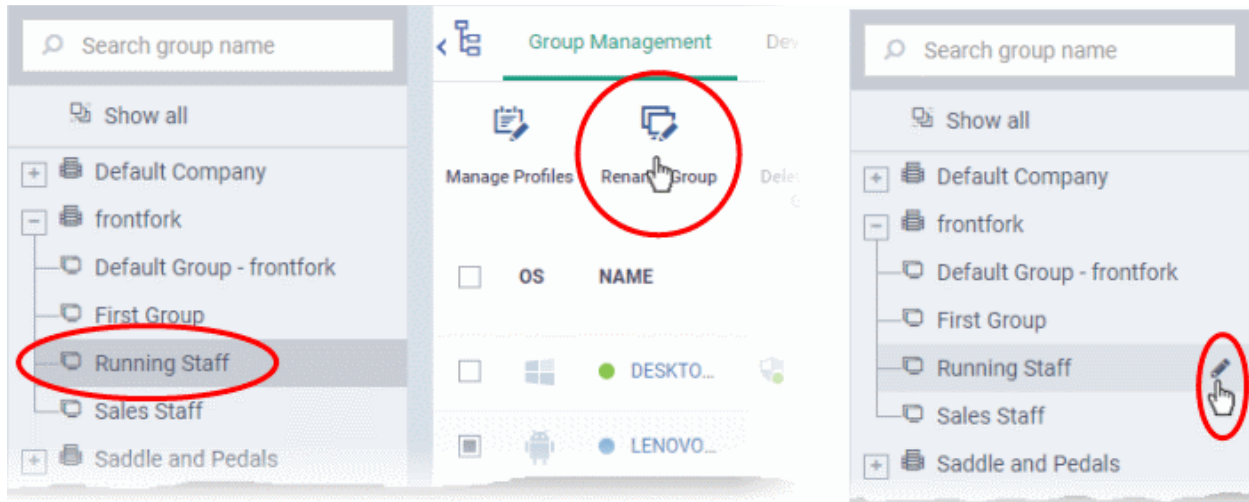 Search group name
Show all
Default Company
frontfork
Default Group - frontfork
First Group
Running Staff
Sales Staff
Saddle and Pedals
Group Management
Manage Profiles
Group
OS NAME
DESKTO...
LENOVO...
Search group name
Show all
Default Company
frontfork
Default Group - frontfork
First Group
Running Staff
Sales Staff
Saddle and Pedals